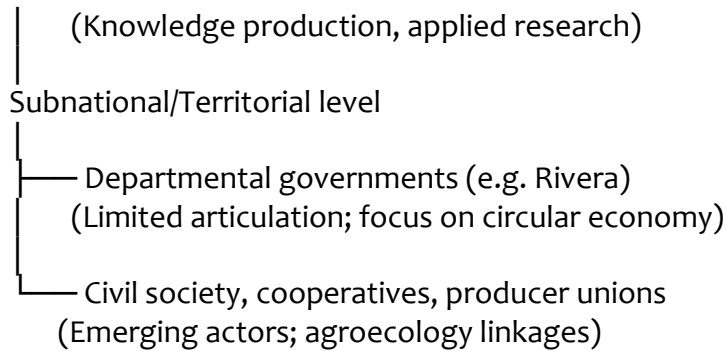 (Knowledge production, applied research)
Subnational/Territorial level
Departmental governments (e.g. Rivera)
(Limited articulation; focus on circular economy)
Civil society, cooperatives, producer unions
(Emerging actors; agroecology linkages)